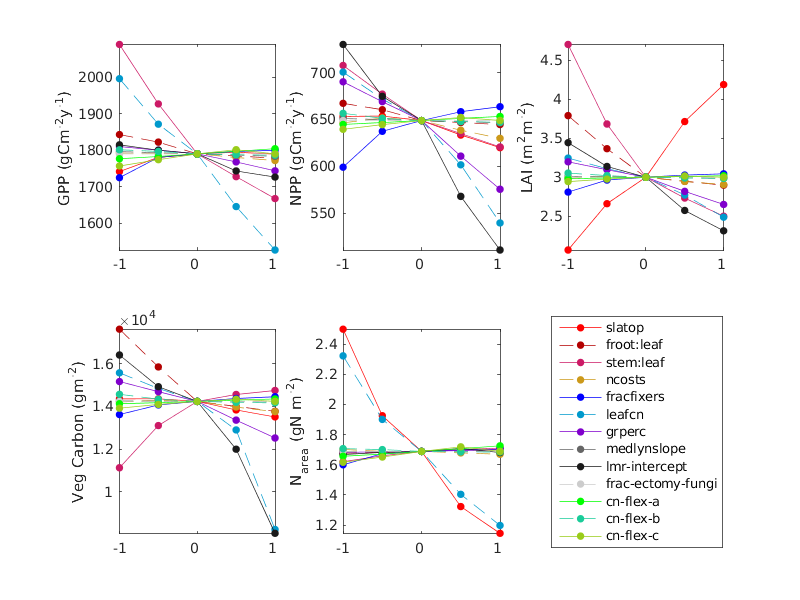 GPP (gCm⁻²y⁻¹)
2000
1900
1800
1700
1600
-1 0 1
NPP (gCm⁻²y⁻¹)
700
650
600
550
-1 0 1
LAI (m²m⁻²)
4.5
4
3.5
3
2.5
-1 0 1
Veg Carbon (gm⁻²)
×10⁴
1.6
1.4
1.2
1
-1 0 1
N_area (gN m⁻²)
2.4
2.2
2
1.8
1.6
1.4
1.2
-1 0 1
slatop
froot:leaf
stem:leaf
ncosts
fracfixers
leafcn
grperc
medlynslope
lmr-intercept
frac-ectomy-fungi
cn-flex-a
cn-flex-b
cn-flex-c